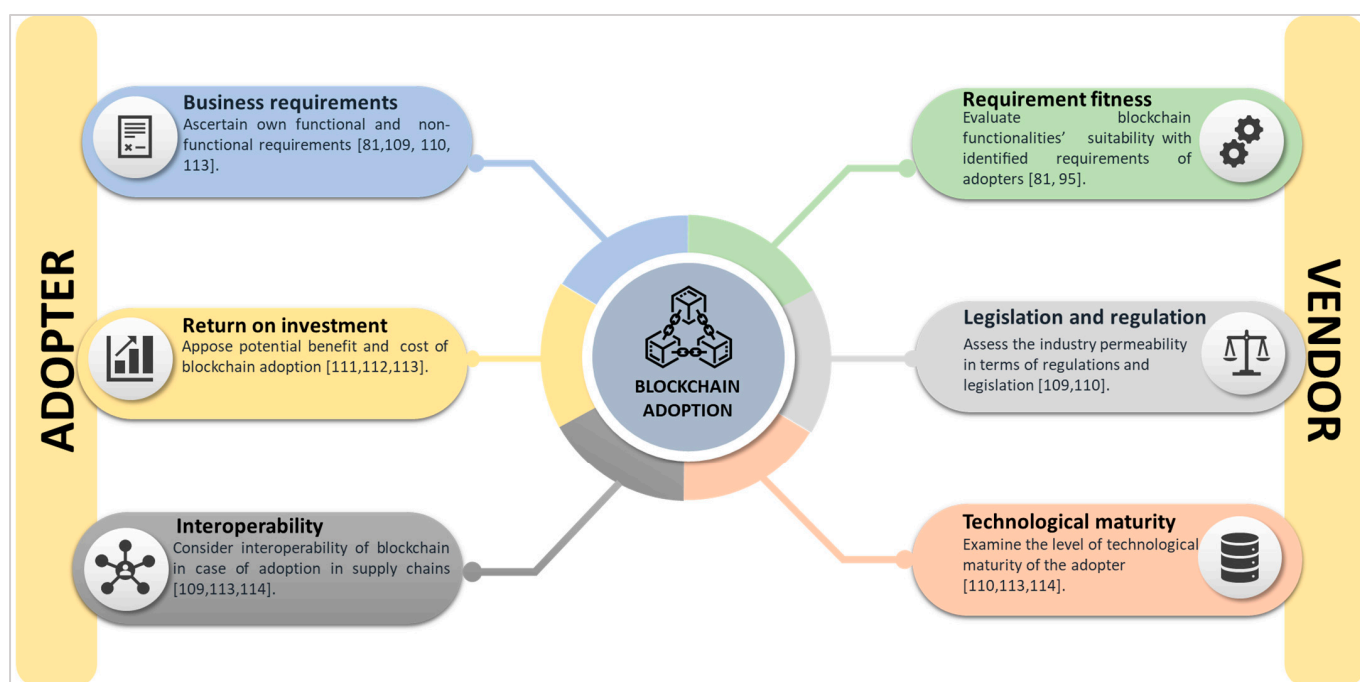 ADOPTER
Business requirements
Ascertain own functional and non-
functional requirements [81,109, 110,
113].
Return on investment
Appose potential benefit and cost of
blockchain adoption [111,112,113].
Interoperability
Consider interoperability of blockchain
in case of adoption in supply chains
[109,113,114].
BLOCKCHAIN
ADOPTION
Requirement fitness
Evaluate blockchain
functionalities’ suitability with
identified requirements of
adopters [81, 95].
Legislation and regulation
Assess the industry permeability
in terms of regulations and
legislation [109,110].
Technological maturity
Examine the level of technological
maturity of the adopter
[110,113,114].
VENDOR